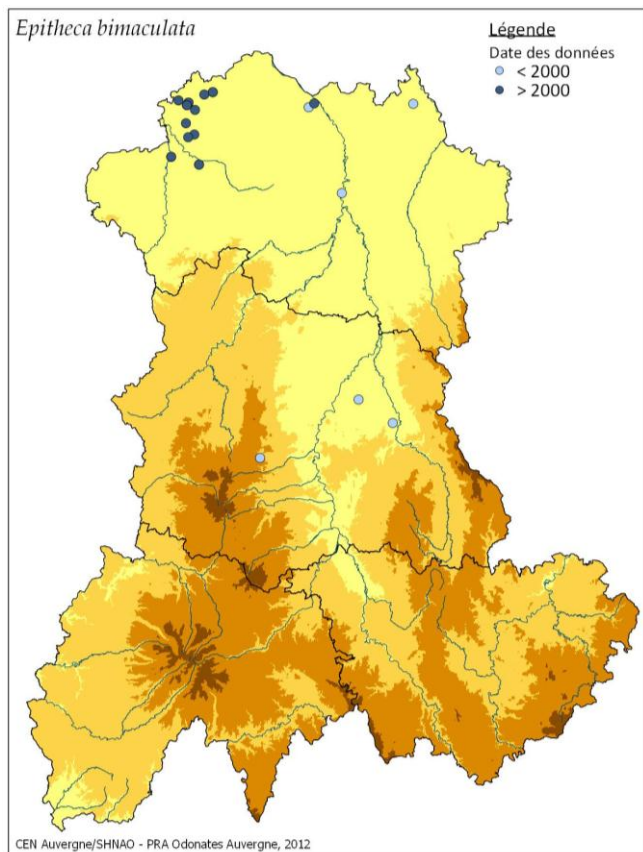 Epitheca bimaculata
Légende
Date des données
< 2000
> 2000
CEN Auvergne/SHNAO - PRA Odonates Auvergne, 2012